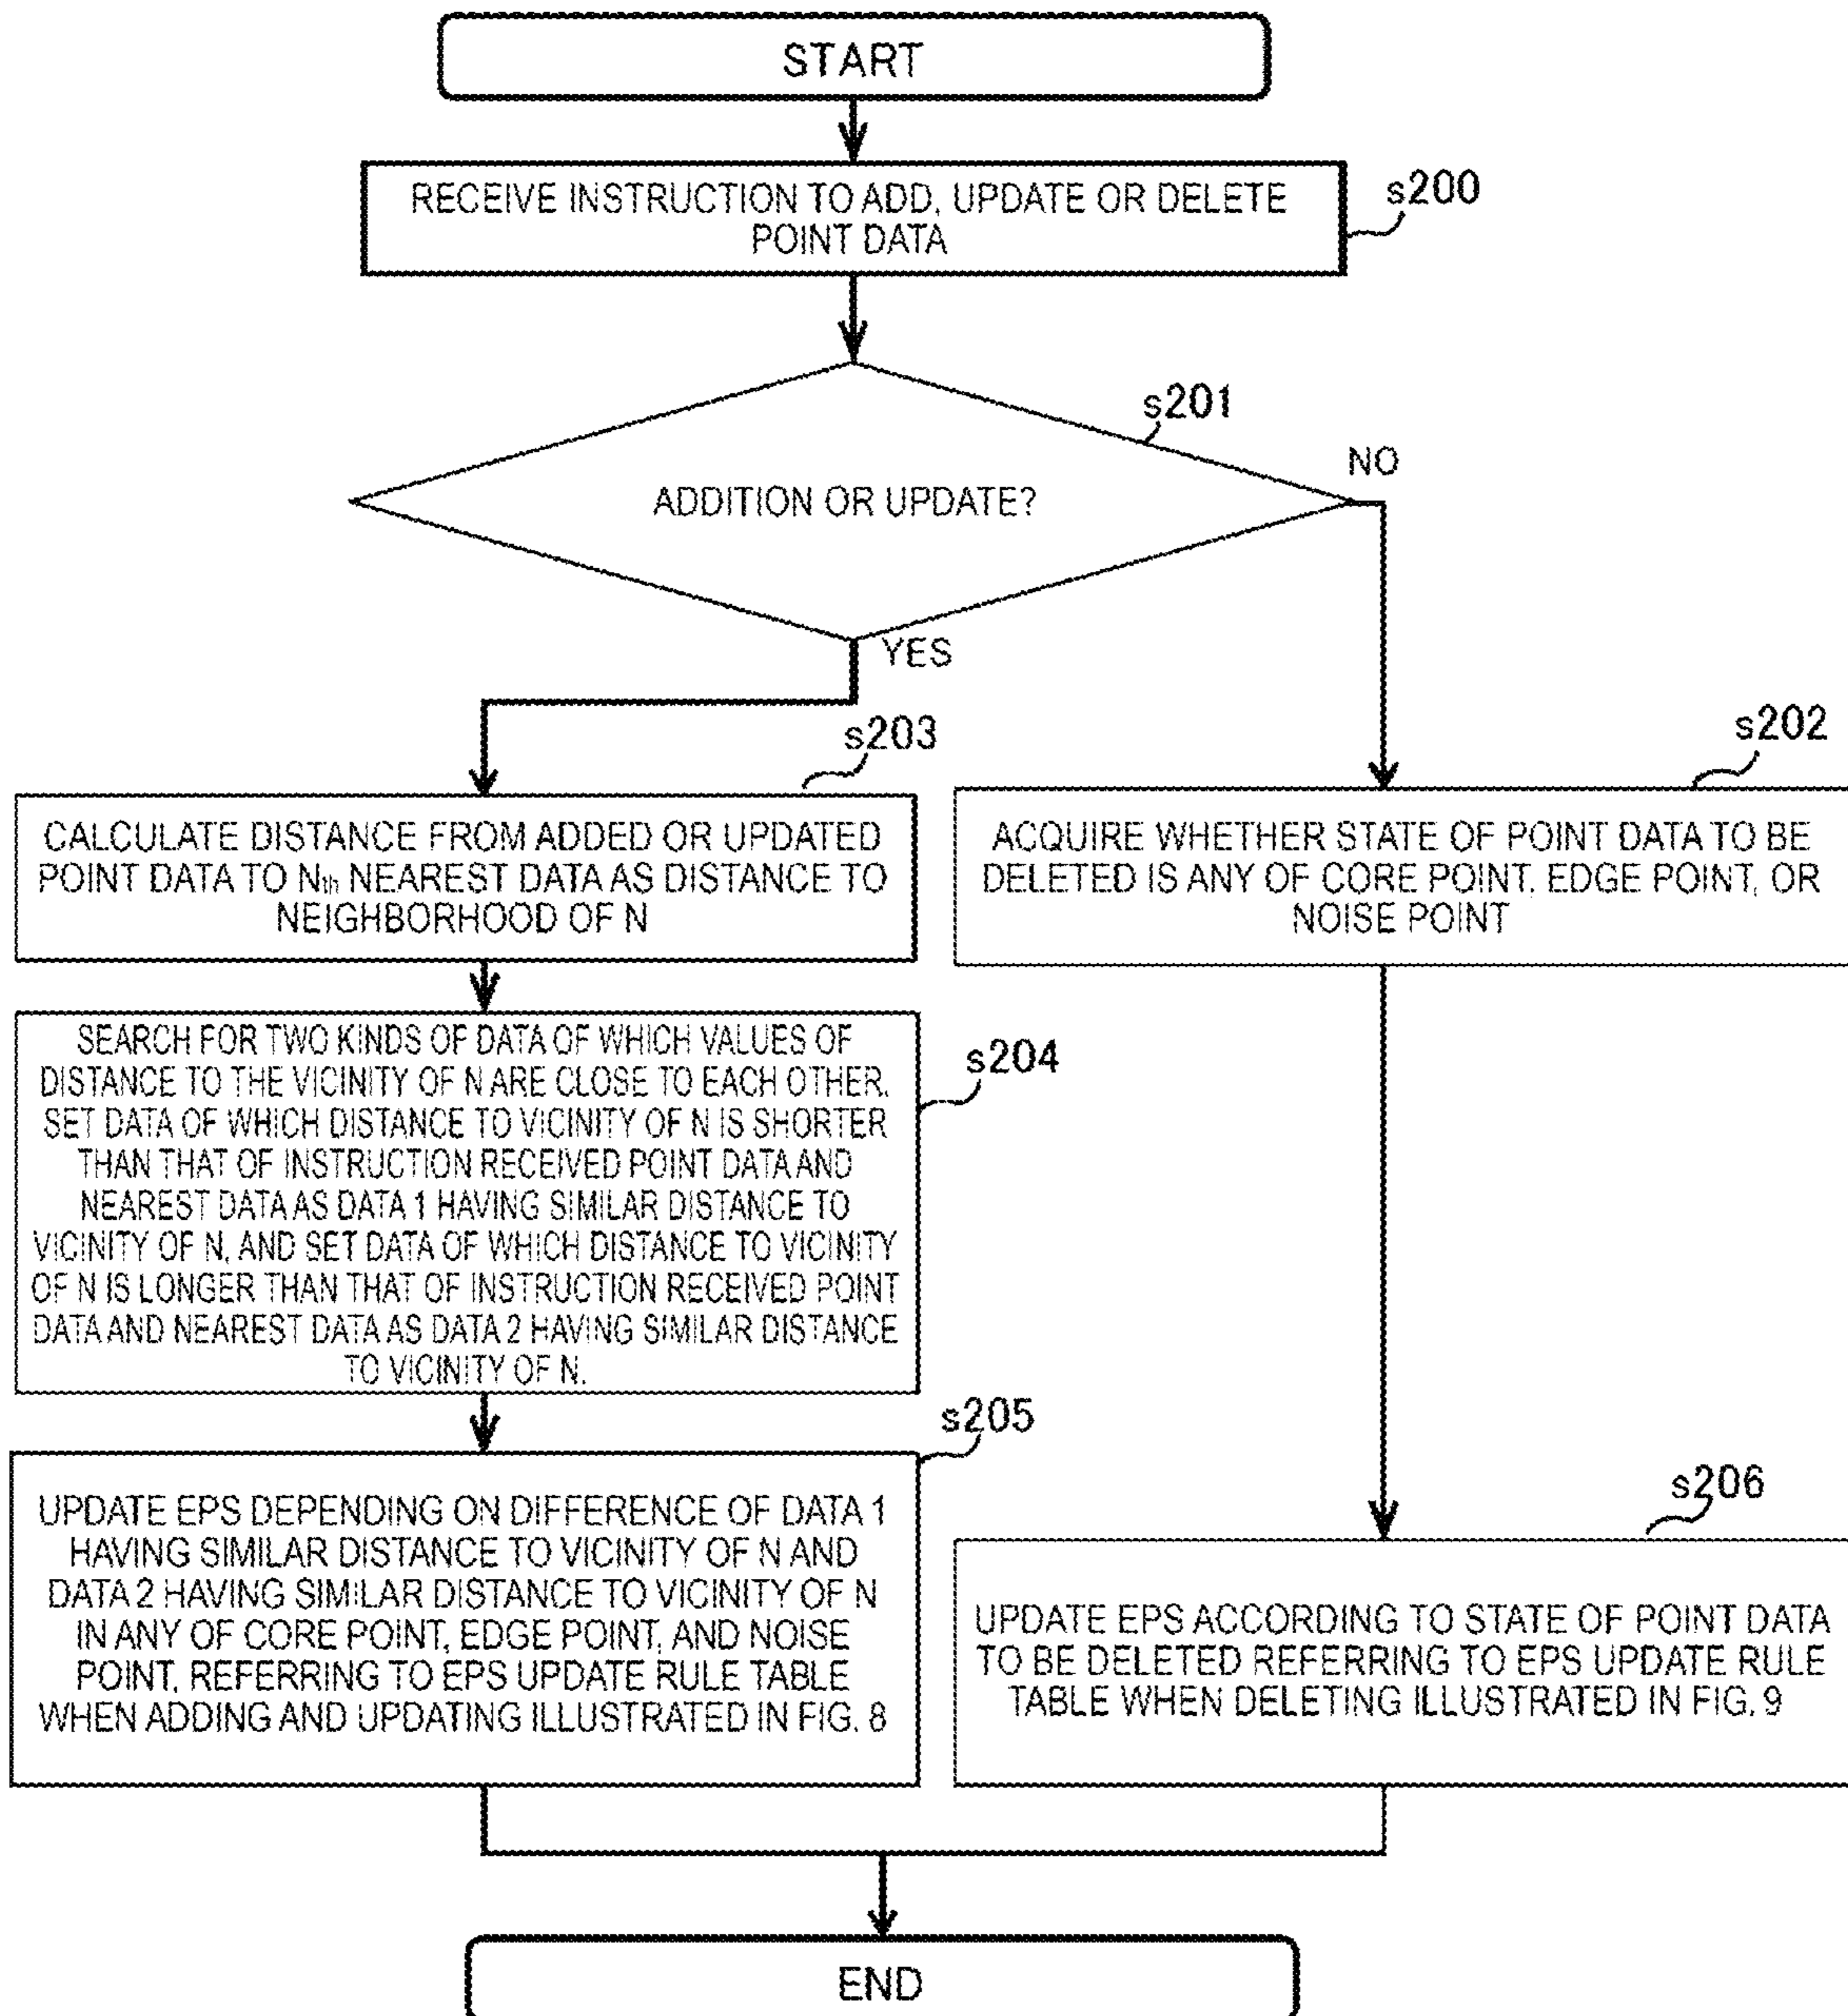 START
RECEIVE INSTRUCTION TO ADD, UPDATE OR DELETE
POINT DATA
s200
s201
ADDITION OR UPDATE?
NO
YES
s203
CALCULATE DISTANCE FROM ADDED OR UPDATED
POINT DATA TO Nth NEAREST DATA AS DISTANCE TO
NEIGHBORHOOD OF N
s202
ACQUIRE WHETHER STATE OF POINT DATA TO BE
DELETED IS ANY OF CORE POINT, EDGE POINT, OR
NOISE POINT
s204
SEARCH FOR TWO KINDS OF DATA OF WHICH VALUES OF
DISTANCE TO THE VICINITY OF N ARE CLOSE TO EACH OTHER.
SET DATA OF WHICH DISTANCE TO VICINITY OF N IS SHORTER
THAN THAT OF INSTRUCTION RECEIVED POINT DATA AND
NEAREST DATA AS DATA 1 HAVING SIMILAR DISTANCE TO
VICINITY OF N, AND SET DATA OF WHICH DISTANCE TO VICINITY
OF N IS LONGER THAN THAT OF INSTRUCTION RECEIVED POINT
DATA AND NEAREST DATA AS DATA 2 HAVING SIMILAR DISTANCE
TO VICINITY OF N.
s205
UPDATE EPS DEPENDING ON DIFFERENCE OF DATA 1
HAVING SIMILAR DISTANCE TO VICINITY OF N AND
DATA 2 HAVING SIMILAR DISTANCE TO VICINITY OF N
IN ANY OF CORE POINT, EDGE POINT, AND NOISE
POINT, REFERRING TO EPS UPDATE RULE TABLE
WHEN ADDING AND UPDATING ILLUSTRATED IN FIG. 8
s206
UPDATE EPS ACCORDING TO STATE OF POINT DATA
TO BE DELETED REFERRING TO EPS UPDATE RULE
TABLE WHEN DELETING ILLUSTRATED IN FIG. 9
END